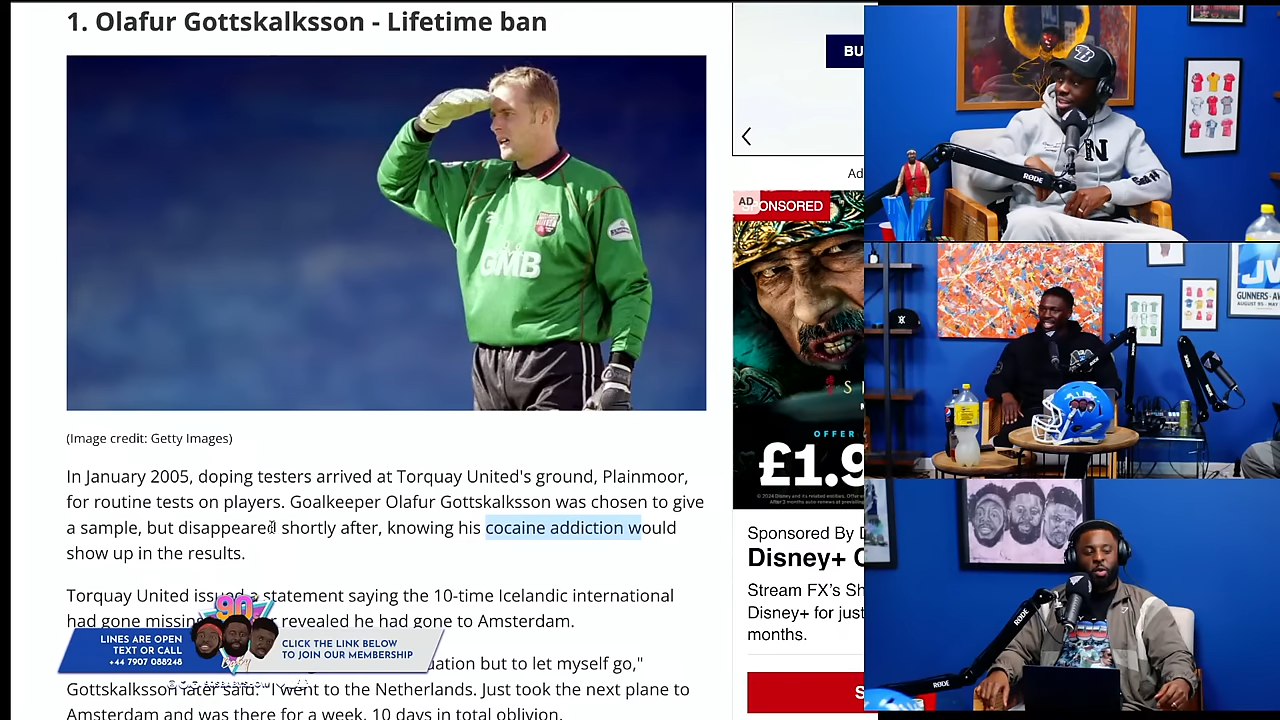 1. Olafur Gottskalksson - Lifetime ban
GMB
(Image credit: Getty Images)
In January 2005, doping testers arrived at Torquay United's ground, Plainmoor,
for routine tests on players. Goalkeeper Olafur Gottskalksson was chosen to give
a sample, but disappeared shortly after, knowing his cocaine addiction would
show up in the results.
Torquay United issued a statement saying the 10-time Icelandic international
had gone missing revealed he had gone to Amsterdam.
but to let myself go,"
Gottskalksson later said. "I went to the Netherlands. Just took the next plane to
Amsterdam and was there for a week, 10 days in total oblivion.
90
LINES ARE OPEN
TEXT OR CALL
+44 7907 088248
CLICK THE LINK BELOW
TO JOIN OUR MEMBERSHIP
BU
Ad
AD
ONSORED
OFFER
£1.9
Sponsored By D
Disney+
Stream FX's Sh
Disney+ for just
months.
S
N
RØDE
RØDE
RØDE
GUNNERS